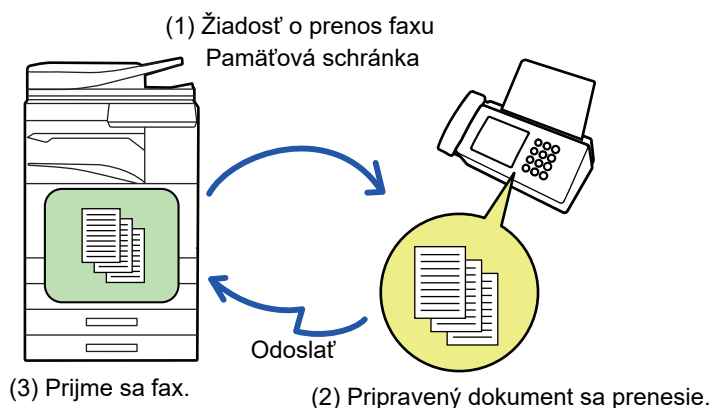 (1) Žiadosť o prenos faxu
Pamäťová schránka
Odoslať
(3) Prijme sa fax.
(2) Pripravený dokument sa prenesie.